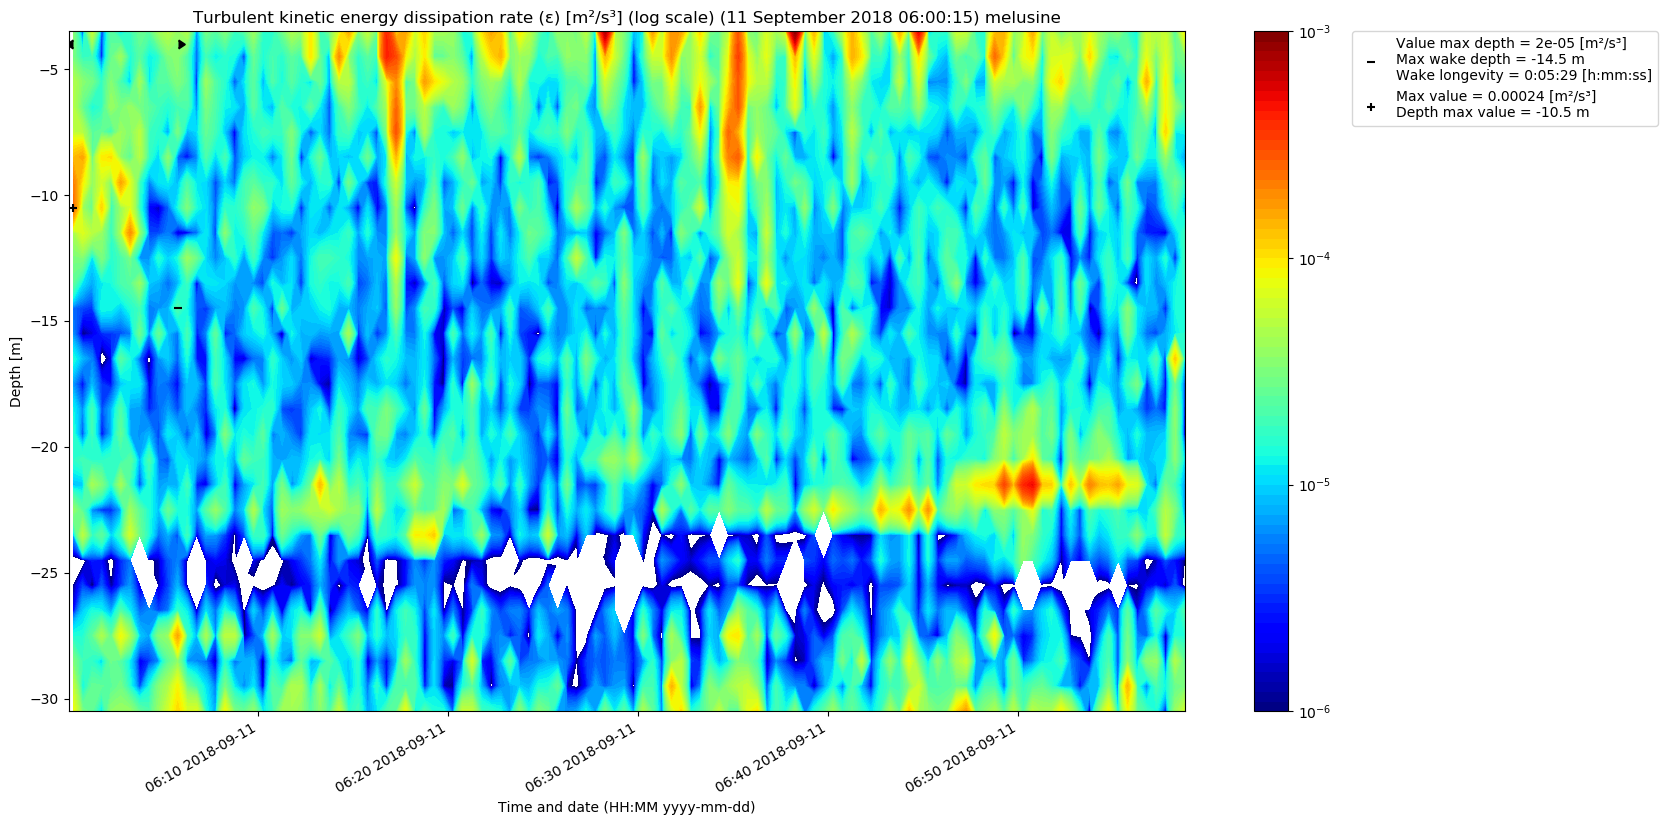 Turbulent kinetic energy dissipation rate (ε) [m²/s³] (log scale) (11 September 2018 06:00:15) melusine
Value max depth = 2e-05 [m²/s³]
Max wake depth = -14.5 m
Wake longevity = 0:05:29 [h:mm:ss]
Max value = 0.00024 [m²/s³]
Depth max value = -10.5 m
Depth [m]
−5
−10
−15
−20
−25
−30
06:10 2018-09-11
06:20 2018-09-11
06:30 2018-09-11
06:40 2018-09-11
06:50 2018-09-11
Time and date (HH:MM yyyy-mm-dd)
10⁻³
10⁻⁴
10⁻⁵
10⁻⁶